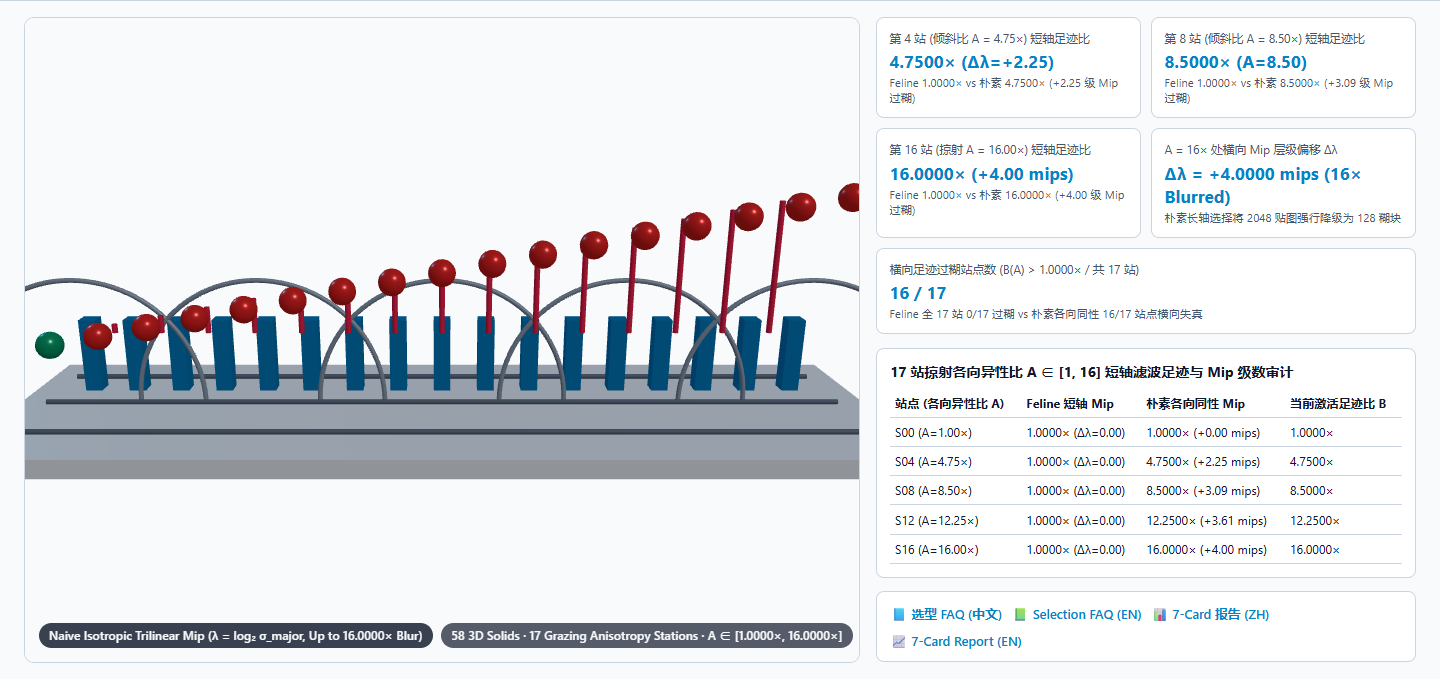 第 4 站 (倾斜比 A = 4.75×) 短轴足迹比
4.7500× (Δλ=+2.25)
Feline 1.0000× vs 朴素 4.7500× (+2.25 级 Mip
过糊)
第 8 站 (倾斜比 A = 8.50×) 短轴足迹比
8.5000× (A=8.50)
Feline 1.0000× vs 朴素 8.5000× (+3.09 级 Mip
过糊)
第 16 站 (掠射 A = 16.00×) 短轴足迹比
16.0000× (+4.00 mips)
Feline 1.0000× vs 朴素 16.0000× (+4.00 级 Mip
过糊)
A = 16× 处横向 Mip 层级偏移 Δλ
Δλ = +4.0000 mips (16×
Blurred)
朴素长轴选择将 2048 贴图强行降级为 128 糊块
横向足迹过糊站点数 (B(A) > 1.0000× / 共 17 站)
16 / 17
Feline 全 17 站 0/17 过糊 vs 朴素各向同性 16/17 站点横向失真
17 站掠射各向异性比 A ∈ [1, 16] 短轴滤波足迹与 Mip 级数审计
站点 (各向异性比 A) Feline 短轴 Mip 朴素各向同性 Mip 当前激活足迹比 B
S00 (A=1.00×) 1.0000× (Δλ=0.00) 1.0000× (+0.00 mips) 1.0000×
S04 (A=4.75×) 1.0000× (Δλ=0.00) 4.7500× (+2.25 mips) 4.7500×
S08 (A=8.50×) 1.0000× (Δλ=0.00) 8.5000× (+3.09 mips) 8.5000×
S12 (A=12.25×) 1.0000× (Δλ=0.00) 12.2500× (+3.61 mips) 12.2500×
S16 (A=16.00×) 1.0000× (Δλ=0.00) 16.0000× (+4.00 mips) 16.0000×
选型 FAQ (中文) Selection FAQ (EN) 7-Card 报告 (ZH)
7-Card Report (EN)
Naive Isotropic Trilinear Mip (λ = log₂ σ_major, Up to 16.0000× Blur)
58 3D Solids · 17 Grazing Anisotropy Stations · A ∈ [1.0000×, 16.0000×]